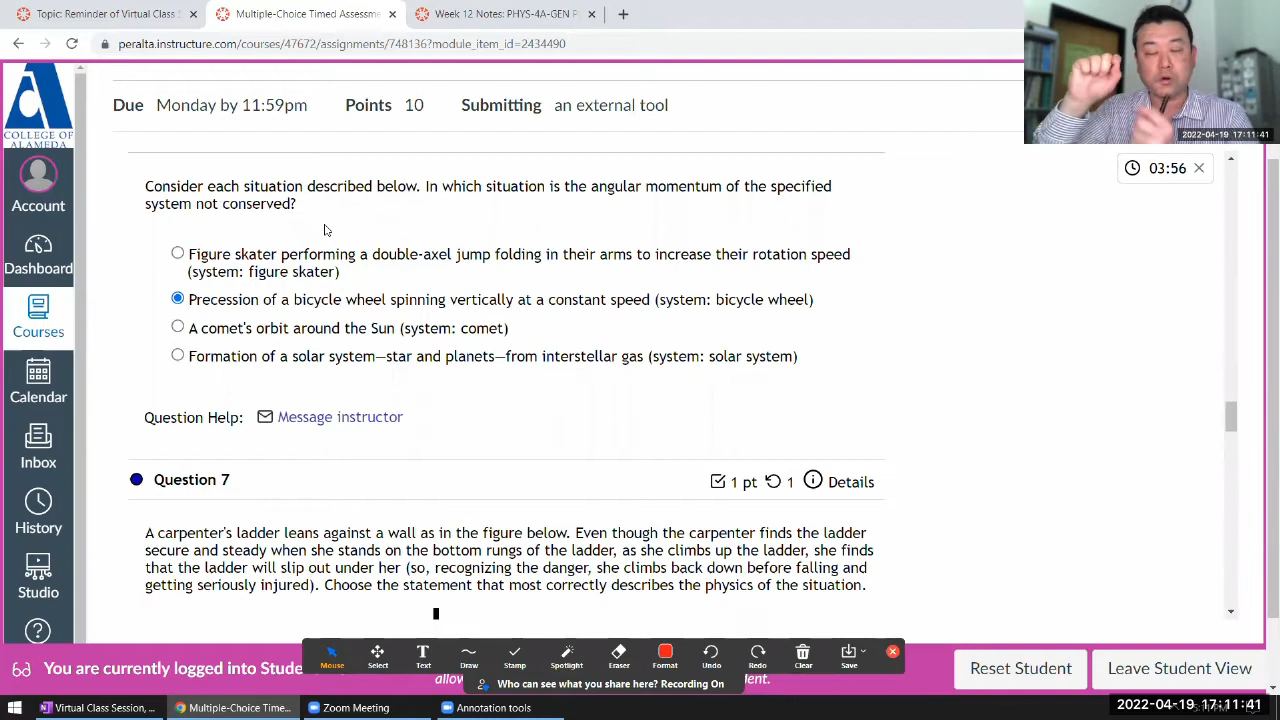 Topic: Reminder of Virtual Class S
Multiple-Choice Timed Assessme
Week 12 Notes: PHYS-4A-GEN P
peralta.instructure.com/courses/47672/assignments/748136?module_item_id=2434490
2022-04-19 17:11:41
COLLEGE OF
ALAMEDA
Account
Dashboard
Courses
Calendar
Inbox
History
Studio
Due Monday by 11:59pm Points 10 Submitting an external tool
03:56
Consider each situation described below. In which situation is the angular momentum of the specified
system not conserved?
Figure skater performing a double-axel jump folding in their arms to increase their rotation speed
(system: figure skater)
Precession of a bicycle wheel spinning vertically at a constant speed (system: bicycle wheel)
A comet's orbit around the Sun (system: comet)
Formation of a solar system—star and planets—from interstellar gas (system: solar system)
Question Help: Message instructor
Question 7
1 pt 1 Details
A carpenter's ladder leans against a wall as in the figure below. Even though the carpenter finds the ladder
secure and steady when she stands on the bottom rungs of the ladder, as she climbs up the ladder, she finds
that the ladder will slip out under her (so, recognizing the danger, she climbs back down before falling and
getting seriously injured). Choose the statement that most correctly describes the physics of the situation.
Mouse Select Text Draw Stamp Spotlight Eraser Format Undo Redo Clear Save
You are currently logged into Stude
Who can see what you share here? Recording On
Reset Student
Leave Student View
Virtual Class Session, ...
Multiple-Choice Time...
Zoom Meeting
Annotation tools
2022-04-19 17:11:41